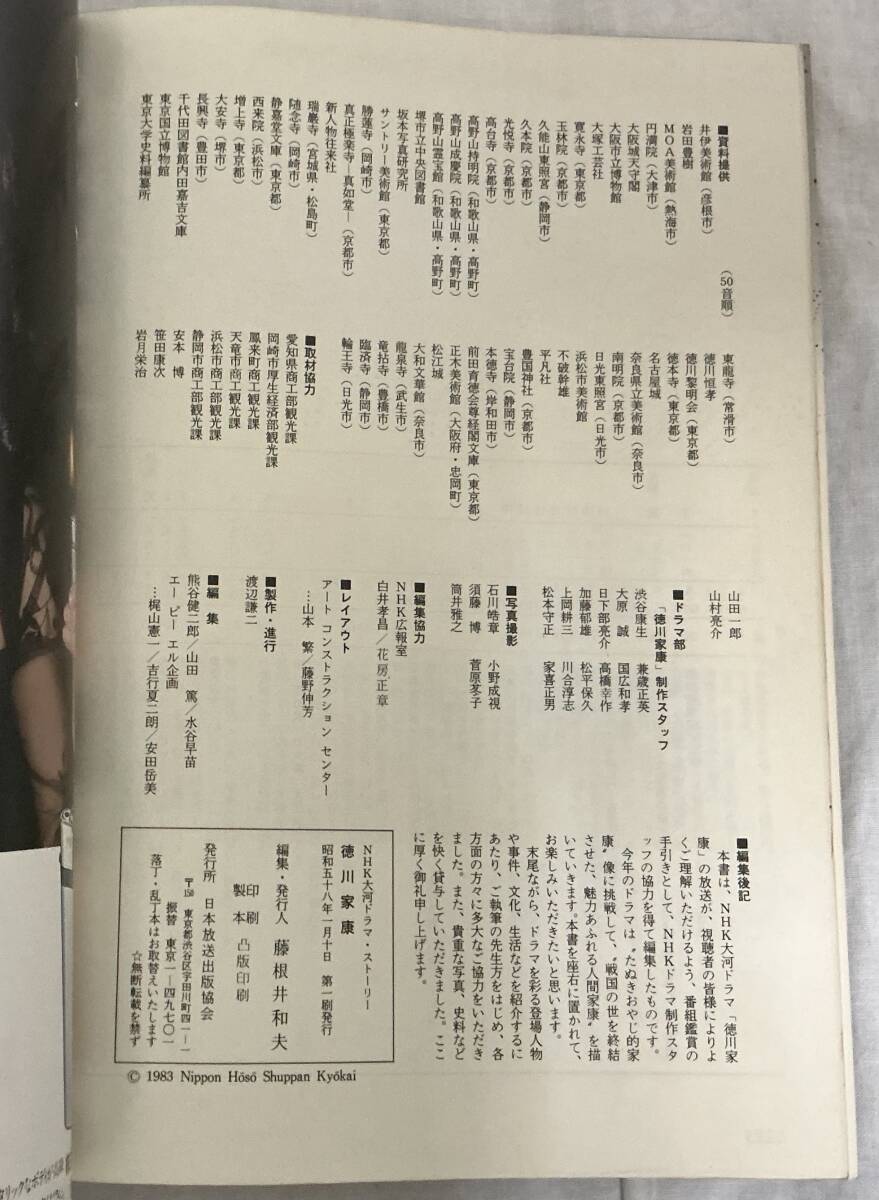 ■資料提供
（50音順）
井伊美術館（彦根市）
岩田豊樹
MOA美術館（熱海市）
円満院（大津市）
大阪城天守閣
大阪市立博物館
大塚工芸社
寛永寺（東京都）
玉林院（京都市）
久能山東照宮（静岡市）
久本院（京都市）
光悦寺（京都市）
高台寺（京都市）
高野山持明院（和歌山県・高野町）
高野山成慶院（和歌山県・高野町）
高野山霊宝館（和歌山県・高野町）
堺市立中央図書館
坂本写真研究所
サントリー美術館（東京都）
勝蓮寺（岡崎市）
真正極楽寺―真如堂―（京都市）
新人物往来社
瑞巌寺（宮城県・松島町）
随念寺（岡崎市）
静嘉堂文庫（東京都）
西来院（浜松市）
増上寺（東京都）
大安寺（堺市）
長興寺（豊田市）
千代田図書館内田嘉吉文庫
東京国立博物館
東京大学史料編纂所
東龍寺（常滑市）
徳川恒孝
徳川黎明会（東京都）
徳本寺（東京都）
名古屋城
奈良県立美術館（奈良市）
南明院（京都市）
日光東照宮（日光市）
浜松市美術館
不破幹雄
平凡社
豊国神社（京都市）
宝台院（静岡市）
本徳寺（岸和田市）
前田育徳会尊経閣文庫（東京都）
正木美術館（大阪府・忠岡町）
松江城
大和文華館（奈良市）
龍泉寺（武生市）
竜拈寺（豊橋市）
臨済寺（静岡市）
輪王寺（日光市）
■取材協力
愛知県商工部観光課
岡崎市厚生経済部観光課
鳳来町商工観光課
天竜市商工観光課
浜松市商工部観光課
静岡市商工部観光課
安本　博
笹田康次
岩月栄治
山田一郎
山村亮介
■ドラマ部
「徳川家康」制作スタッフ
渋谷康生　兼歳正英
大原　誠　国広和孝
日下部亮介　高橋幸作
加藤郁雄　松平保久
上岡耕三　川合淳志
松本守正　家喜正男
■写真撮影
石川皓章　小野成視
須藤　博　菅原芗子
筒井雅之
■編集協力
NHK広報室
白井孝昌／花房正章
■レイアウト
アート コンストラクション センター
…山本　繁／藤野伸芳
■製作・進行
渡辺謙二
■編　集
熊谷健二郎／山田　篤／水谷早苗
エー ピー エル企画
…梶山憲一／吉行夏二朗／安田岳美
■編集後記
本書は、NHK大河ドラマ「徳川家
康」の放送が、視聴者の皆様によりよ
くご理解いただけるよう、番組鑑賞の
手引きとして、NHKドラマ制作スタ
ッフの協力を得て編集したものです。
今年のドラマは〝たぬきおやじ的家
康〟像に挑戦して、〝戦国の世を終結
させた、魅力あふれる人間家康〟を描
いていきます。本書を座右に置かれて、
お楽しみいただきたいと思います。
末尾ながら、ドラマを彩る登場人物
や事件、文化、生活などを紹介するに
あたり、ご執筆の先生方をはじめ、各
方面の方々に多大なご協力をいただき
ました。また、貴重な写真、史料など
を快く貸与していただきました。ここ
に厚く御礼申し上げます。
NHK大河ドラマ・ストーリー
徳川家康
昭和五十八年一月十日　第一刷発行
編集・発行人　藤根井和夫
印刷
製本　凸版印刷
発行所　日本放送出版協会
〒150　東京都渋谷区宇田川町四一―一
振替　東京一―四九七〇一
落丁・乱丁本はお取替えいたします
☆無断転載を禁ず
© 1983 Nippon Hōsō Shuppan Kyōkai